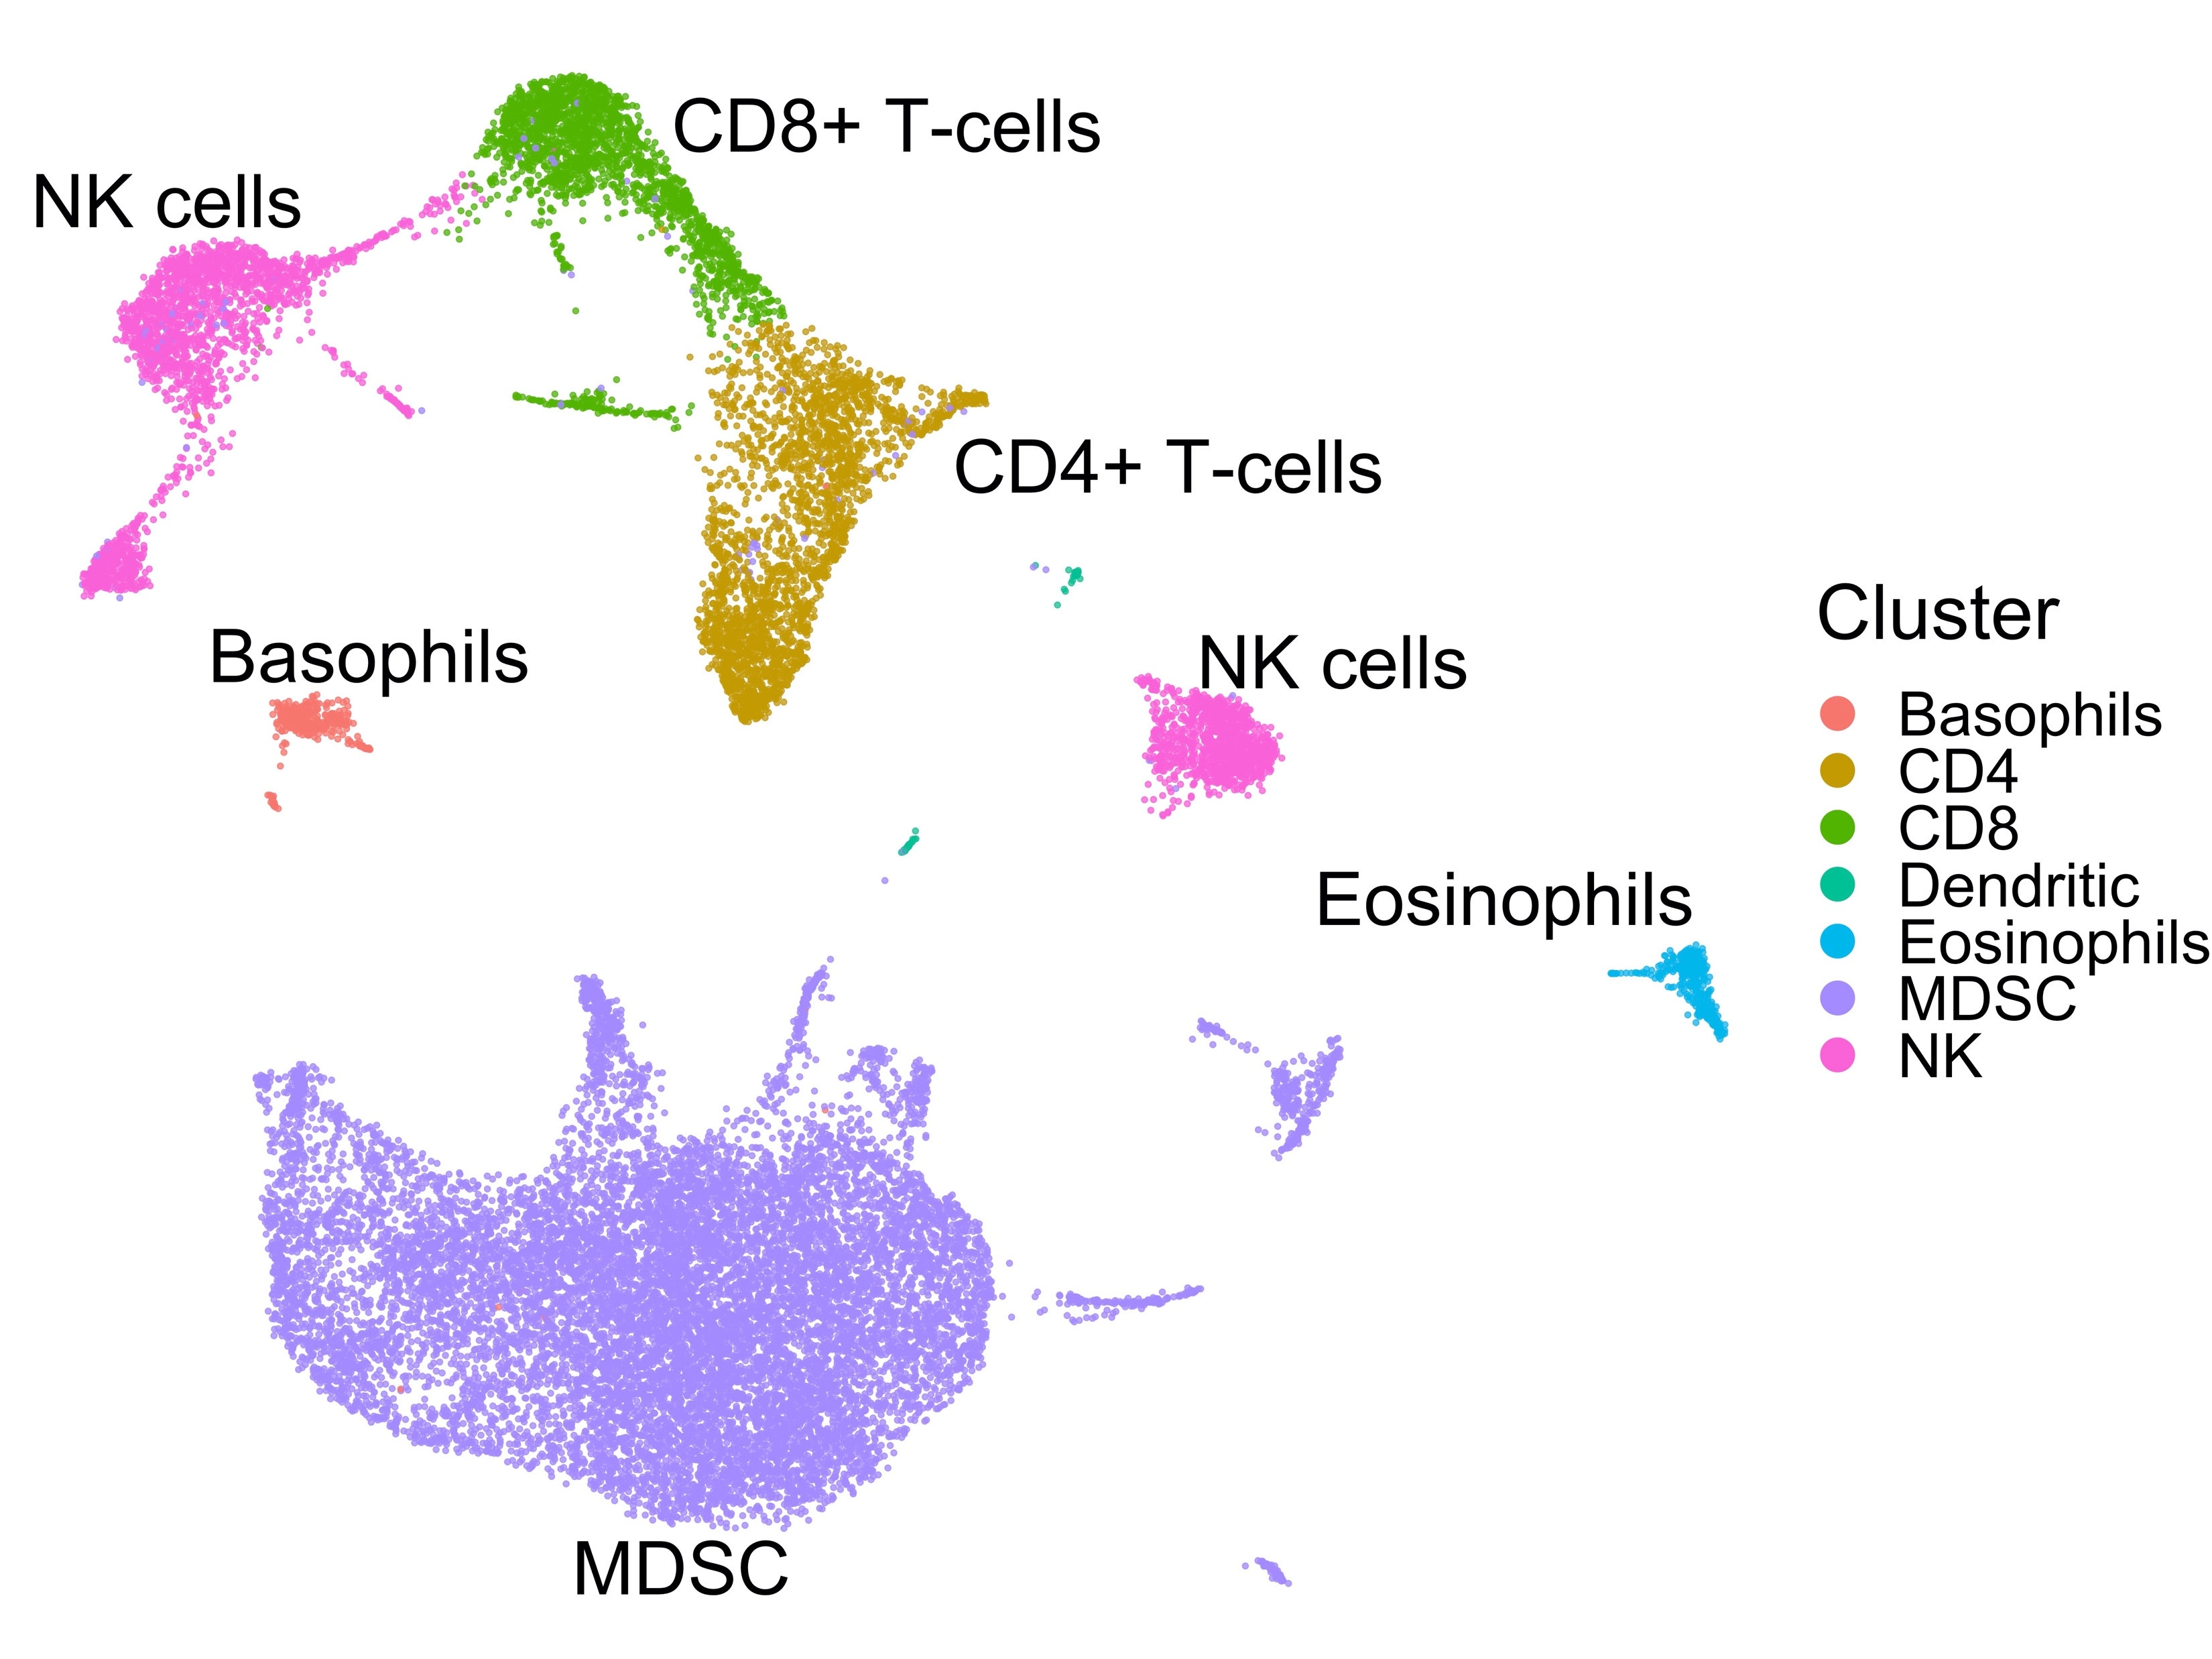 CD8+ T-cells
NK cells
CD4+ T-cells
Basophils
NK cells
Eosinophils
MDSC
Cluster
Basophils
CD4
CD8
Dendritic
Eosinophils
MDSC
NK